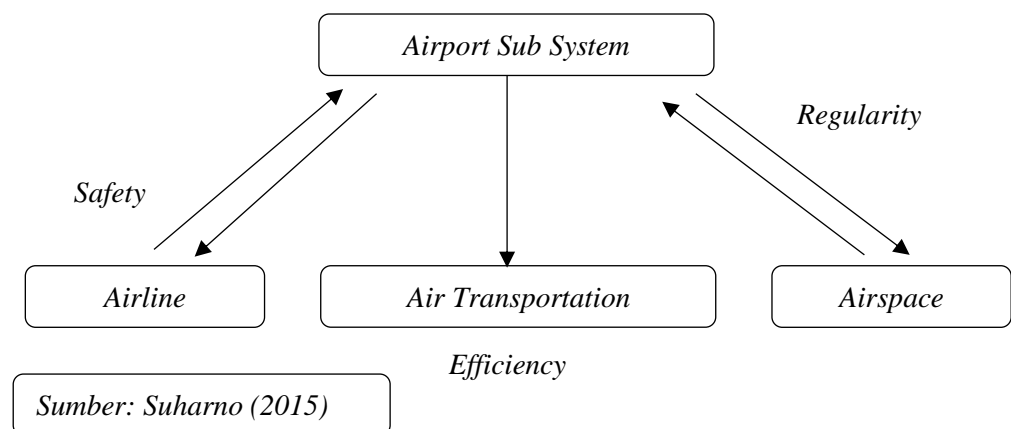 Airport Sub System
Regularity
Safety
Airline
Air Transportation
Airspace
Efficiency
Sumber: Suharno (2015)